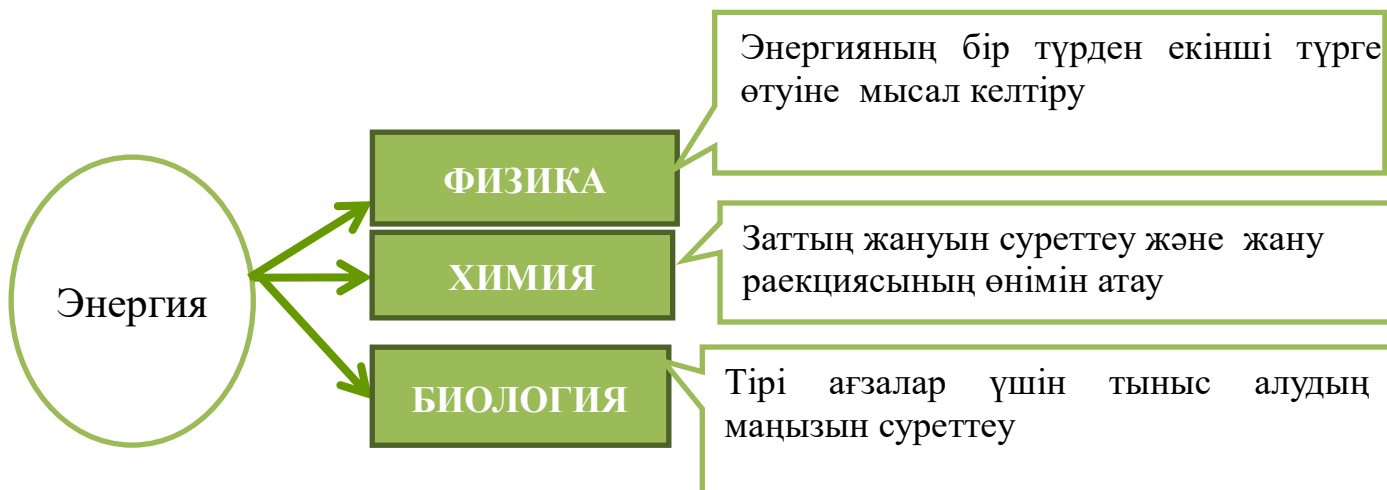 Энергия
ФИЗИКА
Энергияның бір түрден екінші түрге
өтуіне мысал келтіру
ХИМИЯ
Заттың жануын суреттеу және жану
раекциясының өнімін атау
БИОЛОГИЯ
Тірі ағзалар үшін тыныс алудың
маңызын суреттеу